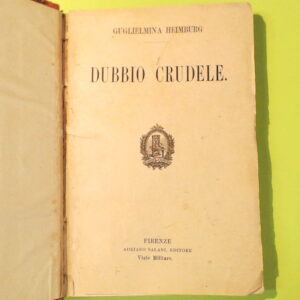 GUGLIELMINA HEIMBURG
DUBBIO CRUDELE.
FIRENZE
ADRIANO SALANI, EDITORE
Viale Militare.